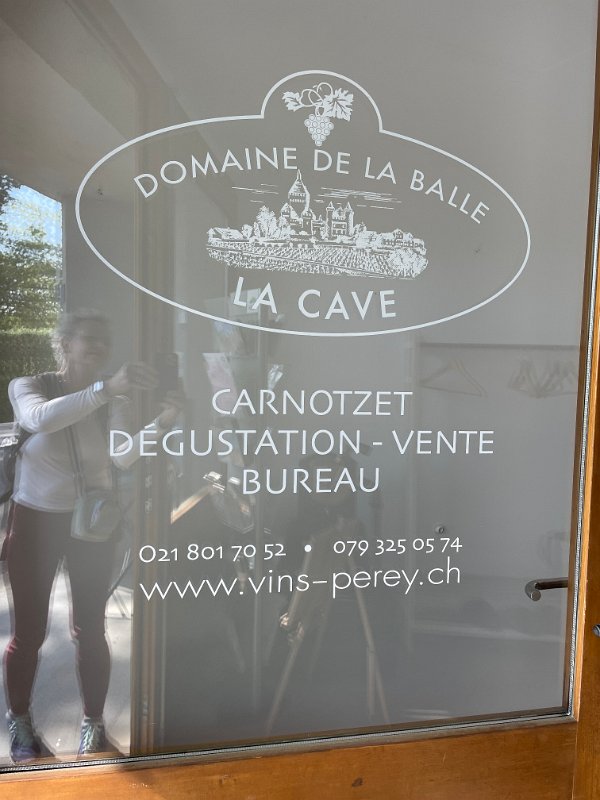 DOMAINE DE LA BALLE
LA CAVE
CARNOTZET
DÉGUSTATION - VENTE
BUREAU
021 801 70 52 • 079 325 05 74
www.vins-perey.ch